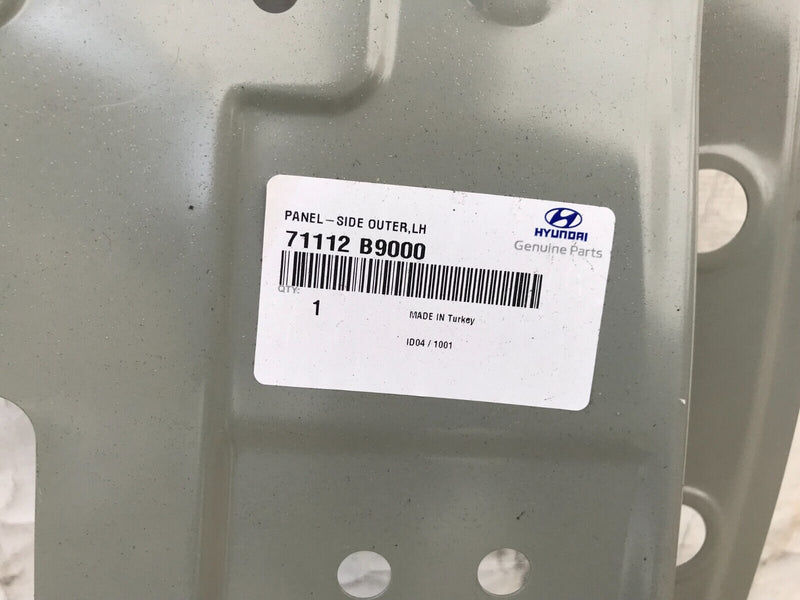 PANEL-SIDE OUTER,LH
71112 B9000
HYUNDAI
Genuine Parts
QTY:
1
MADE IN Turkey
ID04 / 1001